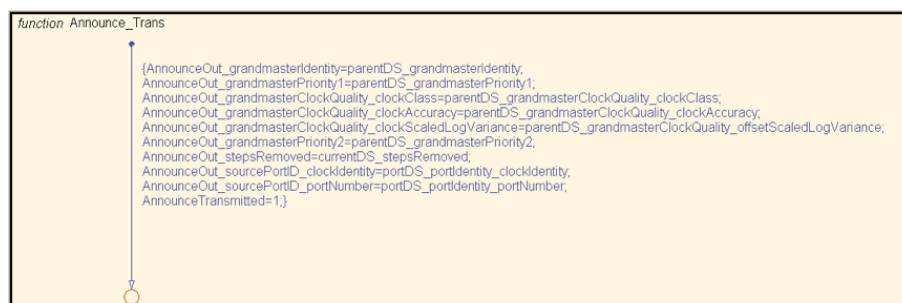 function Announce_Trans
{AnnounceOut_grandmasterIdentity=parentDS_grandmasterIdentity;
AnnounceOut_grandmasterPriority1=parentDS_grandmasterPriority1;
AnnounceOut_grandmasterClockQuality_clockClass=parentDS_grandmasterClockQuality_clockClass;
AnnounceOut_grandmasterClockQuality_clockAccuracy=parentDS_grandmasterClockQuality_clockAccuracy;
AnnounceOut_grandmasterClockQuality_clockScaledLogVariance=parentDS_grandmasterClockQuality_offsetScaledLogVariance;
AnnounceOut_grandmasterPriority2=parentDS_grandmasterPriority2;
AnnounceOut_stepsRemoved=currentDS_stepsRemoved;
AnnounceOut_sourcePortID_clockIdentity=portDS_portIdentity_clockIdentity;
AnnounceOut_sourcePortID_portNumber=portDS_portIdentity_portNumber;
AnnounceTransmitted=1;}